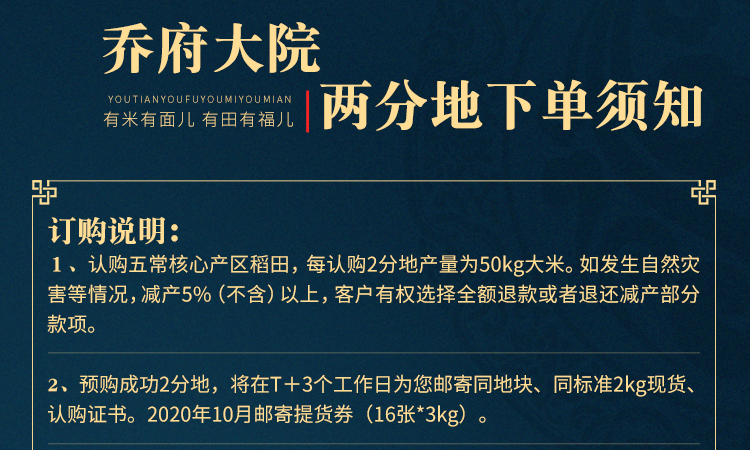 乔府大院
YOUTIANYOUFUYOUMIYOUMIAN
有米有面儿 有田有福儿
两分地下单须知
订购说明：
1、认购五常核心产区稻田，每认购2分地产量为50kg大米。如发生自然灾
害等情况，减产5%（不含）以上，客户有权选择全额退款或者退还减产部分
款项。
2、预购成功2分地，将在T＋3个工作日为您邮寄同地块、同标准2kg现货、
认购证书。2020年10月邮寄提货券（16张*3kg）。